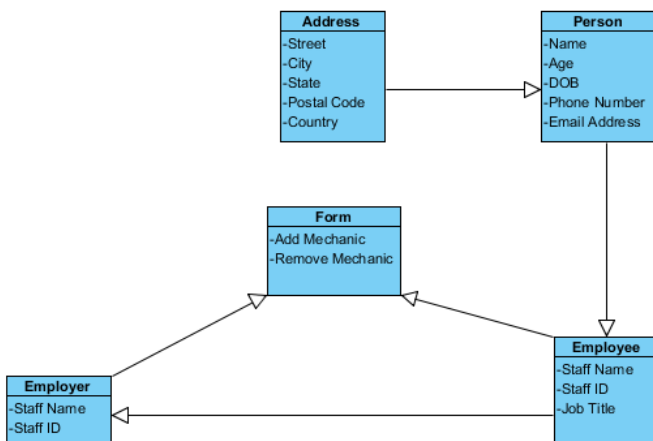 Address
-Street
-City
-State
-Postal Code
-Country
Person
-Name
-Age
-DOB
-Phone Number
-Email Address
Form
-Add Mechanic
-Remove Mechanic
Employer
-Staff Name
-Staff ID
Employee
-Staff Name
-Staff ID
-Job Title